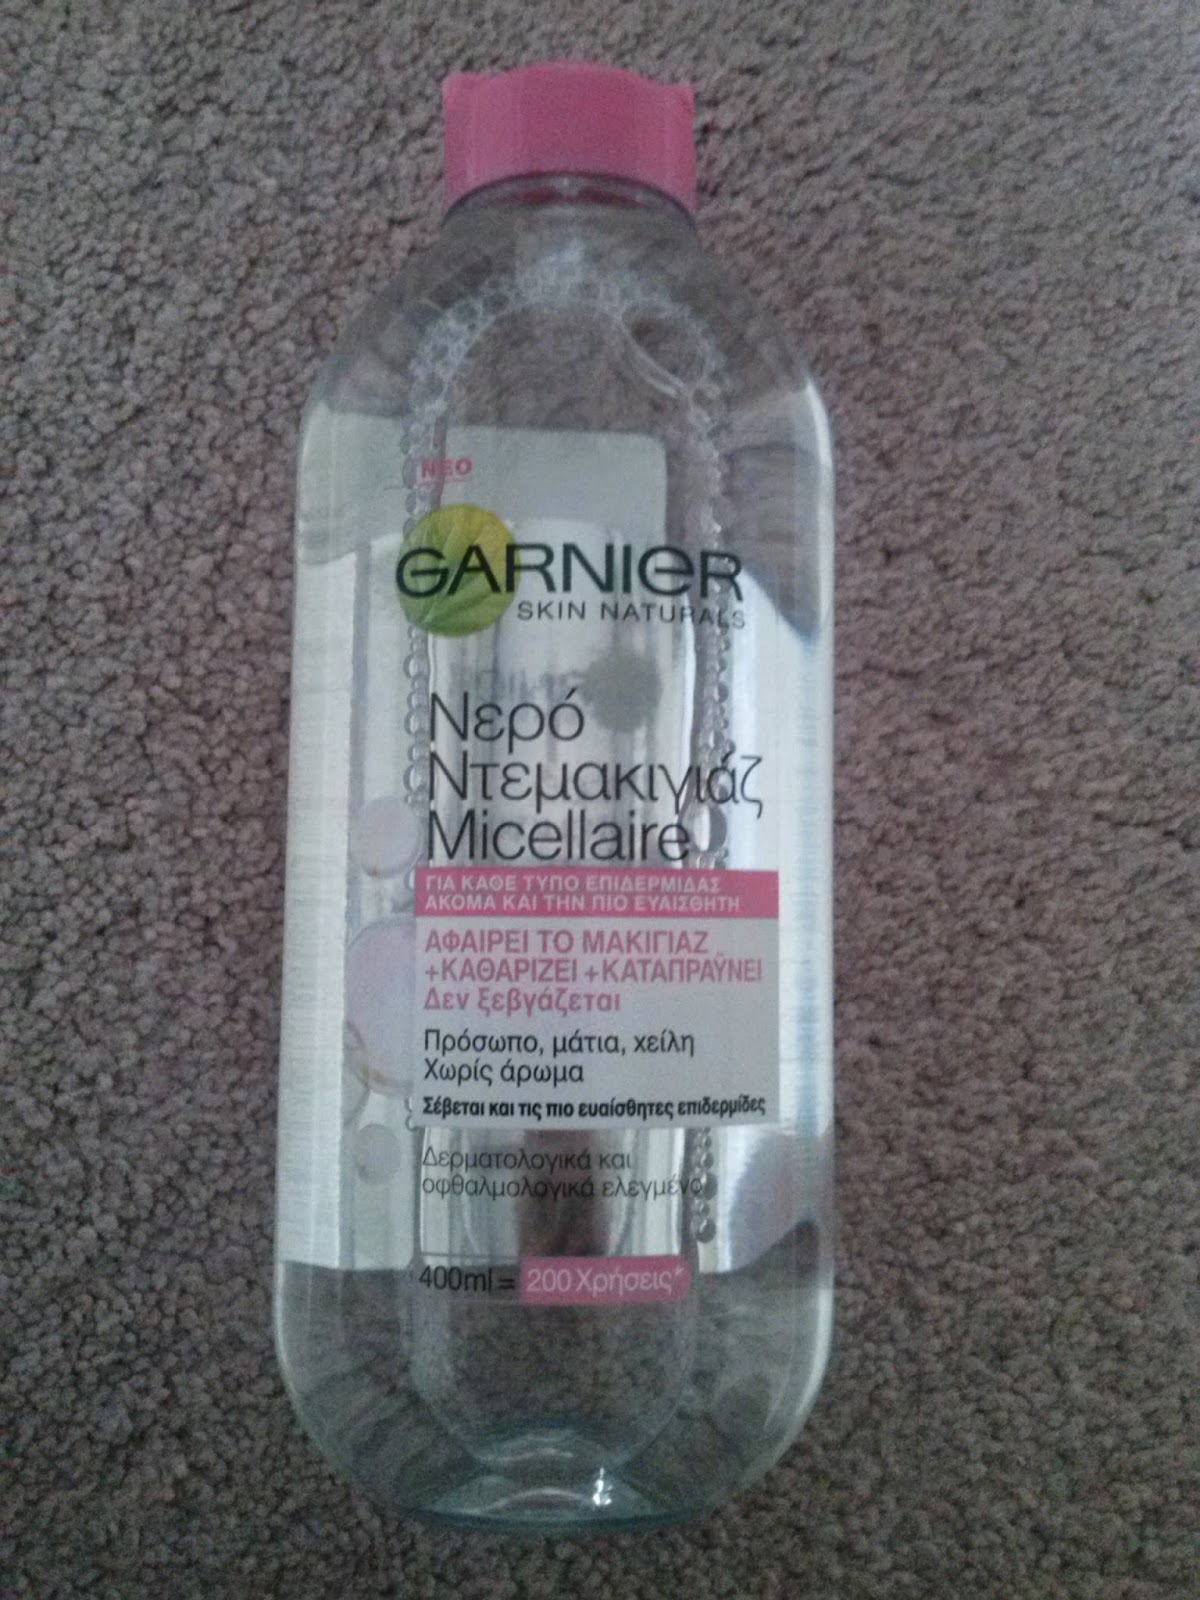 ΝΕΟ
GARNIER
SKIN NATURALS
Νερό
Ντεμακιγιάζ
Micellaire
ΓΙΑ ΚΑΘΕ ΤΥΠΟ ΕΠΙΔΕΡΜΙΔΑΣ
ΑΚΟΜΑ ΚΑΙ ΤΗΝ ΠΙΟ ΕΥΑΙΣΘΗΤΗ
ΑΦΑΙΡΕΙ ΤΟ ΜΑΚΙΓΙΑΖ
+ΚΑΘΑΡΙΖΕΙ +ΚΑΤΑΠΡΑΫΝΕΙ
Δεν ξεβγάζεται
Πρόσωπο, μάτια, χείλη
Χωρίς άρωμα
Σέβεται και τις πιο ευαίσθητες επιδερμίδες
Δερματολογικά και
οφθαλμολογικά ελεγμένο
400ml = 200 Χρήσεις*